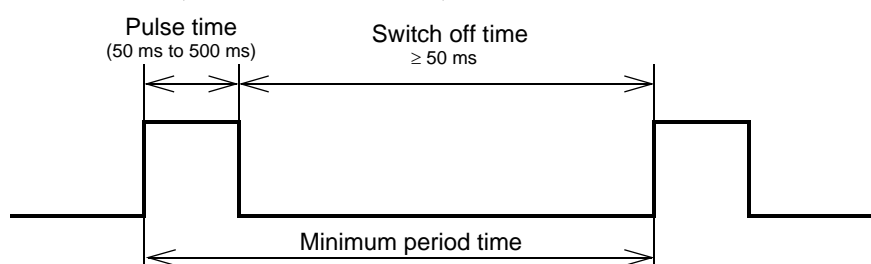 Pulse time
(50 ms to 500 ms)
Switch off time
≥ 50 ms
Minimum period time